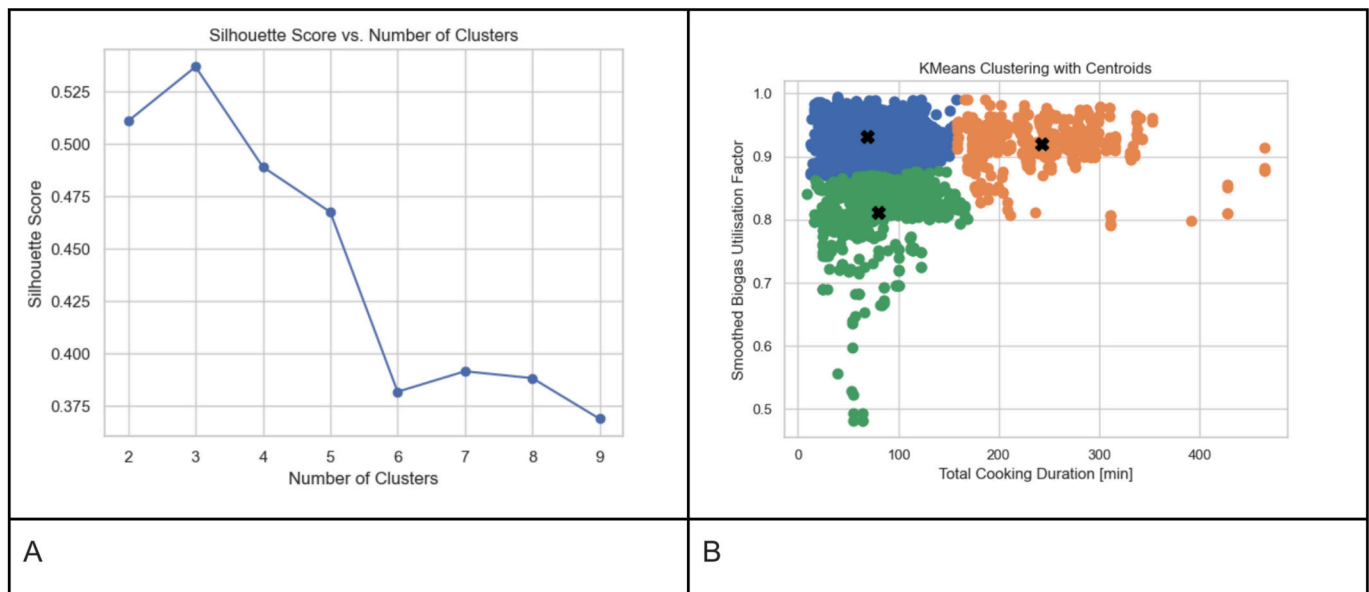 Silhouette Score vs. Number of Clusters
Silhouette Score
0.525
0.500
0.475
0.450
0.425
0.400
0.375
2 3 4 5 6 7 8 9
Number of Clusters
KMeans Clustering with Centroids
Smoothed Biogas Utilisation Factor
1.0
0.9
0.8
0.7
0.6
0.5
0 100 200 300 400
Total Cooking Duration [min]
A
B